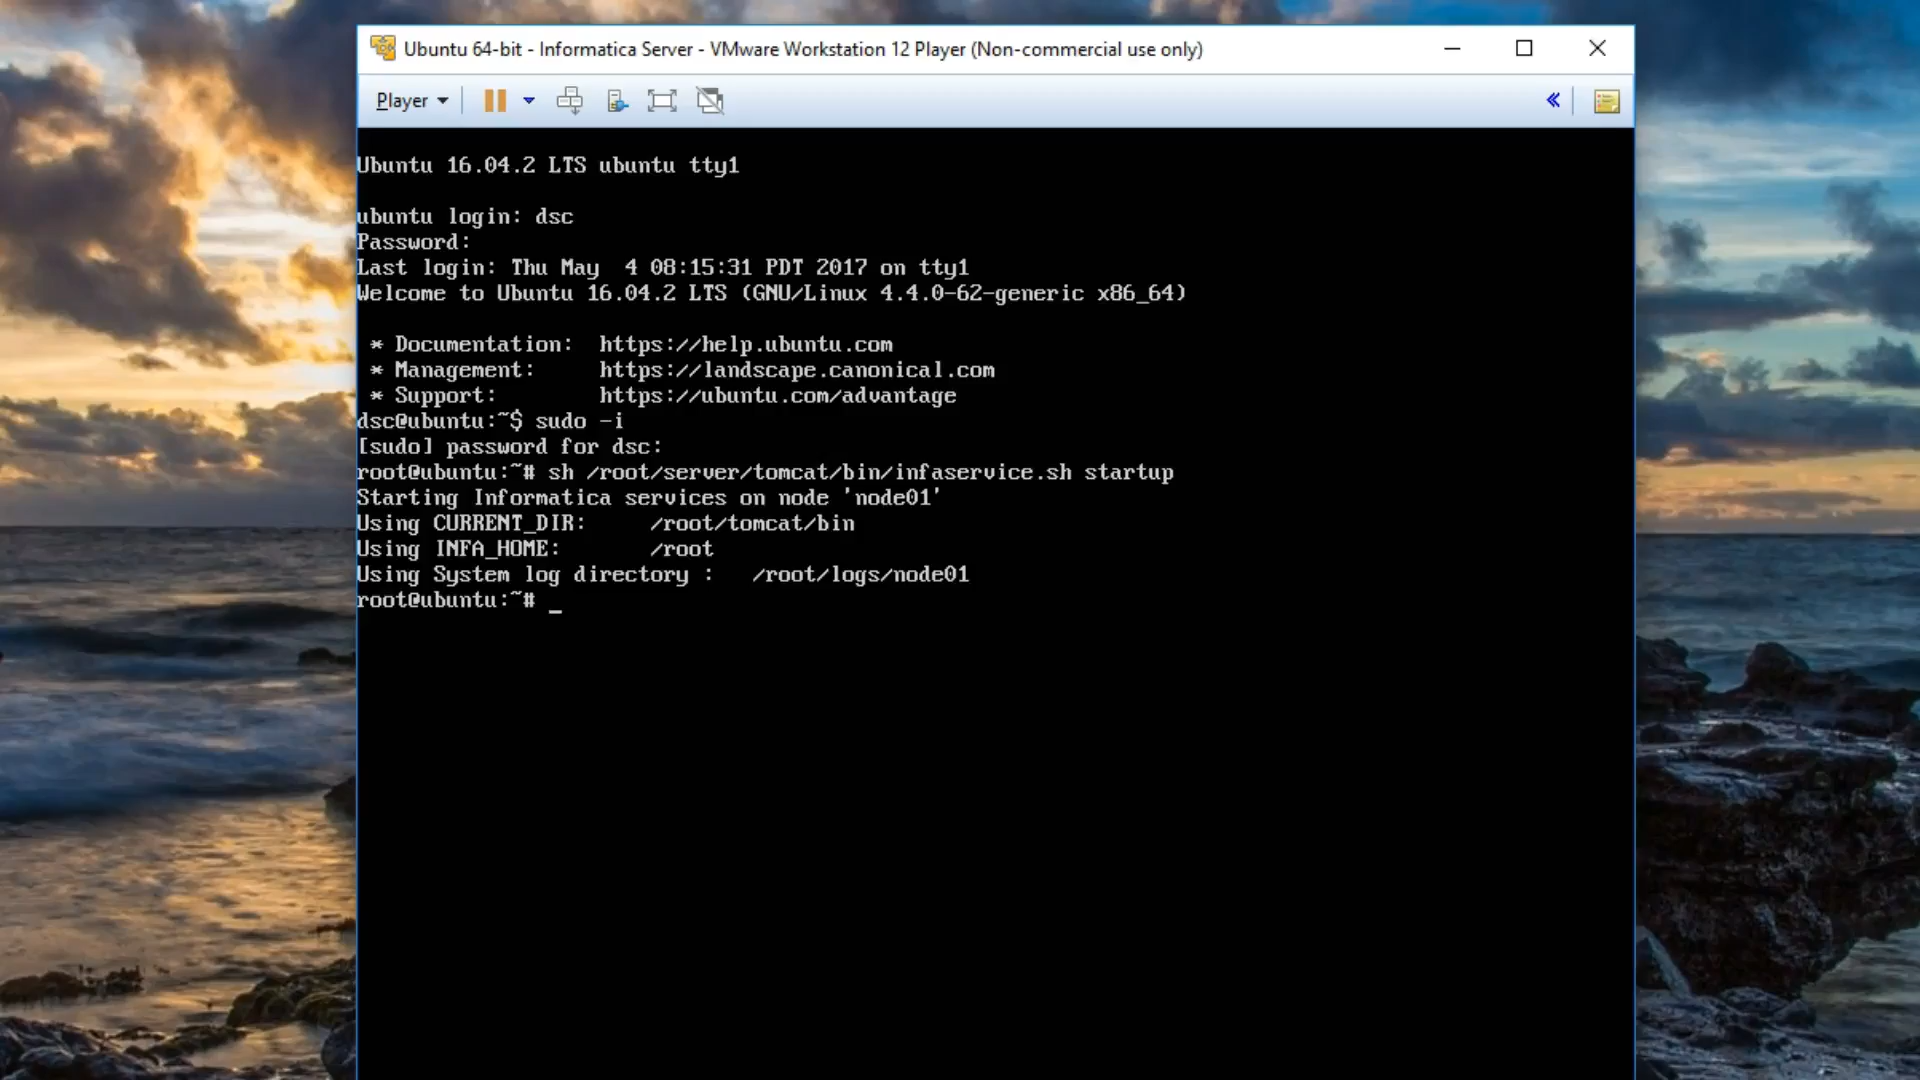 Ubuntu 64-bit - Informatica Server - VMware Workstation 12 Player (Non-commercial use only)
Player
Ubuntu 16.04.2 LTS ubuntu tty1
ubuntu login: dsc
Password:
Last login: Thu May  4 08:15:31 PDT 2017 on tty1
Welcome to Ubuntu 16.04.2 LTS (GNU/Linux 4.4.0-62-generic x86_64)
* Documentation:  https://help.ubuntu.com
* Management:     https://landscape.canonical.com
* Support:        https://ubuntu.com/advantage
dsc@ubuntu:~$ sudo -i
[sudo] password for dsc:
root@ubuntu:~# sh /root/server/tomcat/bin/infaservice.sh startup
Starting Informatica services on node 'node01'
Using CURRENT_DIR:     /root/tomcat/bin
Using INFA_HOME:       /root
Using System log directory :   /root/logs/node01
root@ubuntu:~# _